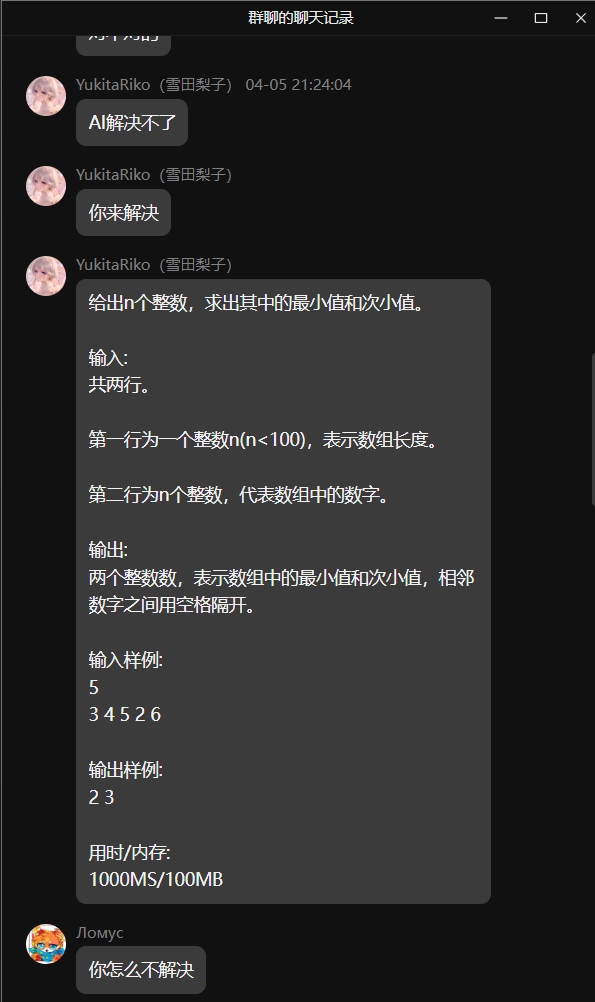 群聊的聊天记录
YukitaRiko（雪田梨子） 04-05 21:24:04
AI解决不了
YukitaRiko（雪田梨子）
你来解决
YukitaRiko（雪田梨子）
给出n个整数，求出其中的最小值和次小值。
输入:
共两行。
第一行为一个整数n(n<100)，表示数组长度。
第二行为n个整数，代表数组中的数字。
输出:
两个整数数，表示数组中的最小值和次小值，相邻
数字之间用空格隔开。
输入样例:
5
3 4 5 2 6
输出样例:
2 3
用时/内存:
1000MS/100MB
Ломус
你怎么不解决